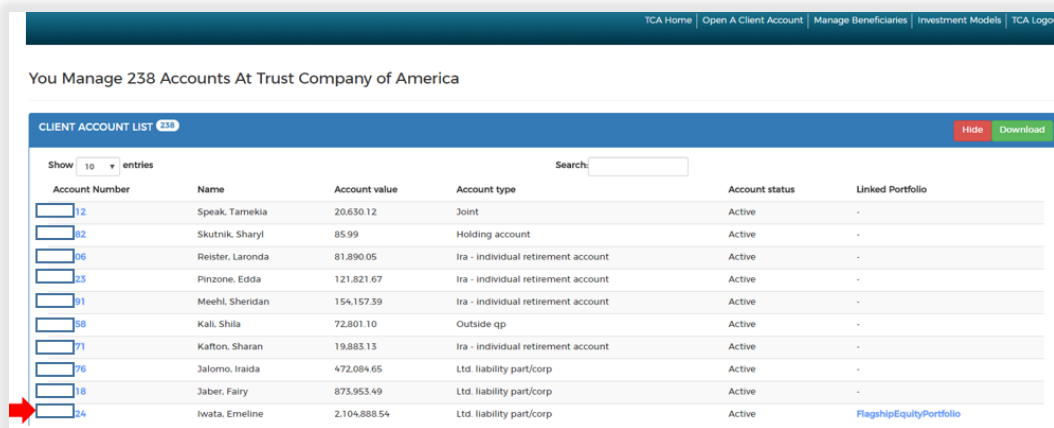 TCA Home | Open A Client Account | Manage Beneficiaries | Investment Models | TCA Logo
You Manage 238 Accounts At Trust Company of America
CLIENT ACCOUNT LIST 238 Hide Download
Show 10 entries Search:
Account Number Name Account value Account type Account status Linked Portfolio
12 Speak, Tamekia 20,630.12 Joint Active -
82 Skutnik, Sharyl 85.99 Holding account Active -
06 Reister, Laronda 81,890.05 Ira - individual retirement account Active -
23 Pinzone, Edda 121,821.67 Ira - individual retirement account Active -
91 Meehl, Sheridan 154,157.39 Ira - individual retirement account Active -
58 Kali, Shila 72,801.10 Outside qp Active -
71 Kafton, Sharan 19,883.13 Ira - individual retirement account Active -
76 Jalomo, Iraida 472,084.65 Ltd. liability part/corp Active -
18 Jaber, Fairy 873,953.49 Ltd. liability part/corp Active -
24 Iwata, Emeline 2,104,888.54 Ltd. liability part/corp Active FlagshipEquityPortfolio